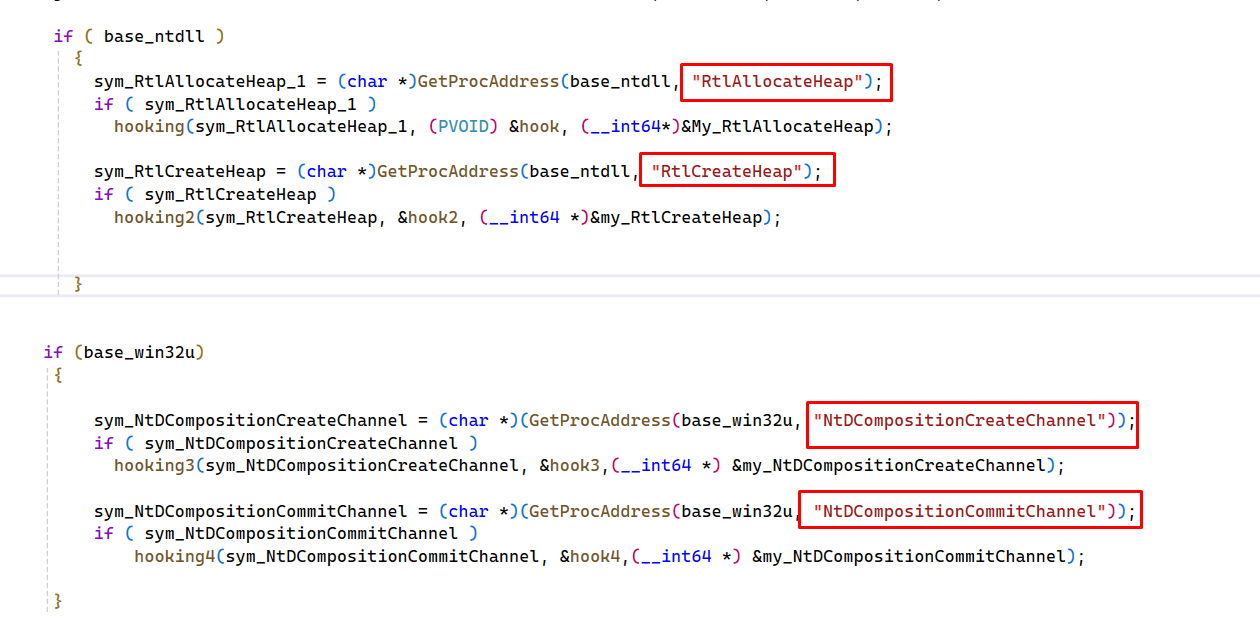 if ( base_ntdll )
{
sym_RtlAllocateHeap_1 = (char *)GetProcAddress(base_ntdll, "RtlAllocateHeap");
if ( sym_RtlAllocateHeap_1 )
hooking(sym_RtlAllocateHeap_1, (PVOID) &hook, (__int64*)&My_RtlAllocateHeap);
sym_RtlCreateHeap = (char *)GetProcAddress(base_ntdll, "RtlCreateHeap");
if ( sym_RtlCreateHeap )
hooking2(sym_RtlCreateHeap, &hook2, (__int64 *)&my_RtlCreateHeap);
}
if (base_win32u)
{
sym_NtDCompositionCreateChannel = (char *)(GetProcAddress(base_win32u, "NtDCompositionCreateChannel"));
if ( sym_NtDCompositionCreateChannel )
hooking3(sym_NtDCompositionCreateChannel, &hook3,(__int64 *) &my_NtDCompositionCreateChannel);
sym_NtDCompositionCommitChannel = (char *)(GetProcAddress(base_win32u, "NtDCompositionCommitChannel"));
if ( sym_NtDCompositionCommitChannel )
hooking4(sym_NtDCompositionCommitChannel, &hook4,(__int64 *) &my_NtDCompositionCommitChannel);
}